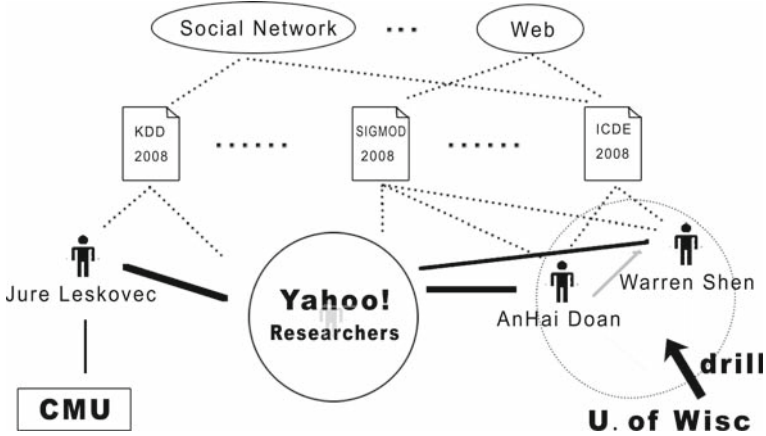 Social Network
Web
KDD
2008
SIGMOD
2008
ICDE
2008
Jure Leskovec
Yahoo!
Researchers
AnHai Doan
Warren Shen
CMU
drill
U. of Wisc